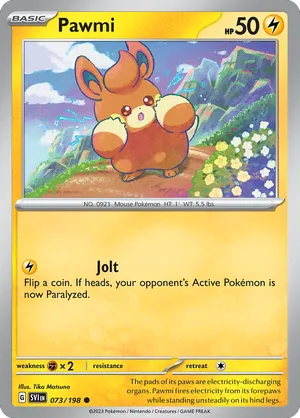 BASIC
Pawmi
HP 50
NO. 0921 Mouse Pokémon HT: 1' WT: 5.5 lbs.
Jolt
Flip a coin. If heads, your opponent's Active Pokémon is
now Paralyzed.
weakness × 2 resistance retreat
Illus. Tika Matsuno
G SVI EN 073/198
The pads of its paws are electricity-discharging organs.
Pawmi fires electricity from its forepaws
while standing unsteadily on its hind legs.
©2023 Pokémon / Nintendo / Creatures / GAME FREAK